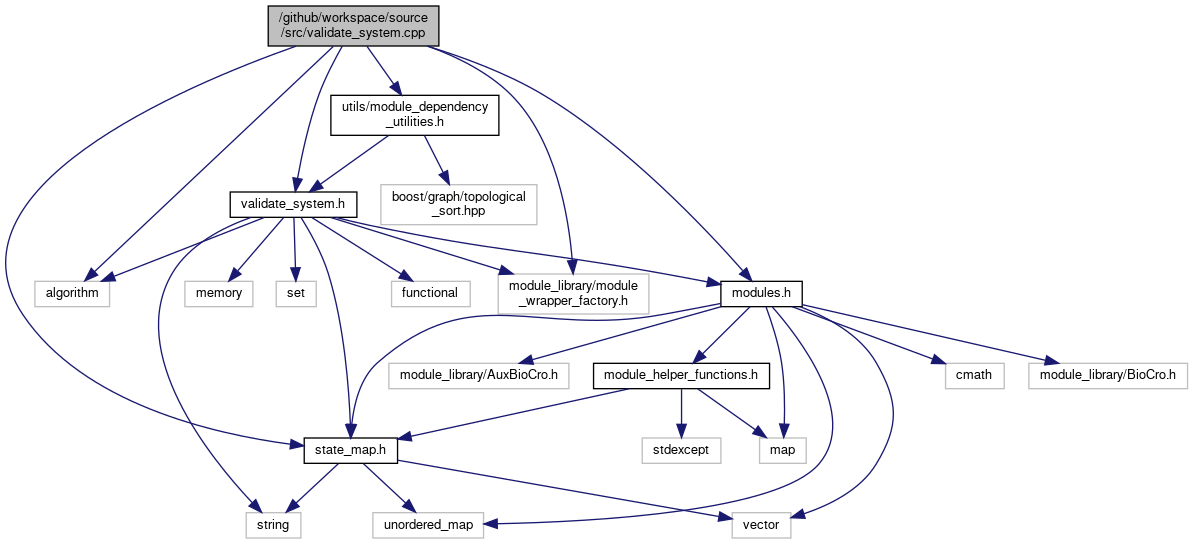 /github/workspace/source
/src/validate_system.cpp
utils/module_dependency
_utilities.h
validate_system.h
boost/graph/topological
_sort.hpp
algorithm
memory
set
functional
module_library/module
_wrapper_factory.h
modules.h
module_library/AuxBioCro.h
module_helper_functions.h
cmath
module_library/BioCro.h
state_map.h
stdexcept
map
string
unordered_map
vector